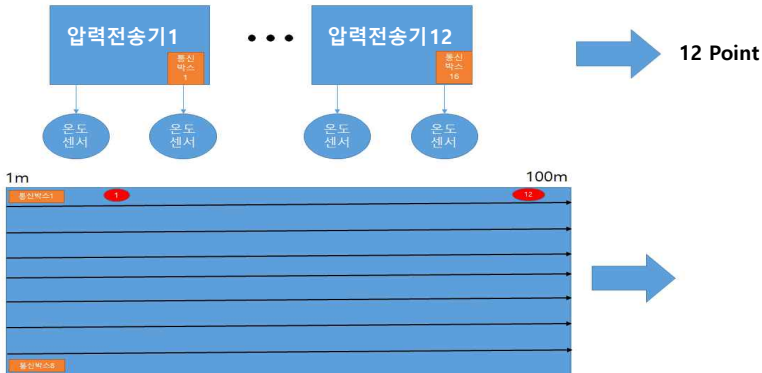 압력전송기1
• • •
압력전송기12
12 Point
통신
박스
1
통신
박스
16
온도
센서
온도
센서
온도
센서
온도
센서
1m
100m
통신박스1
1
12
통신박스8